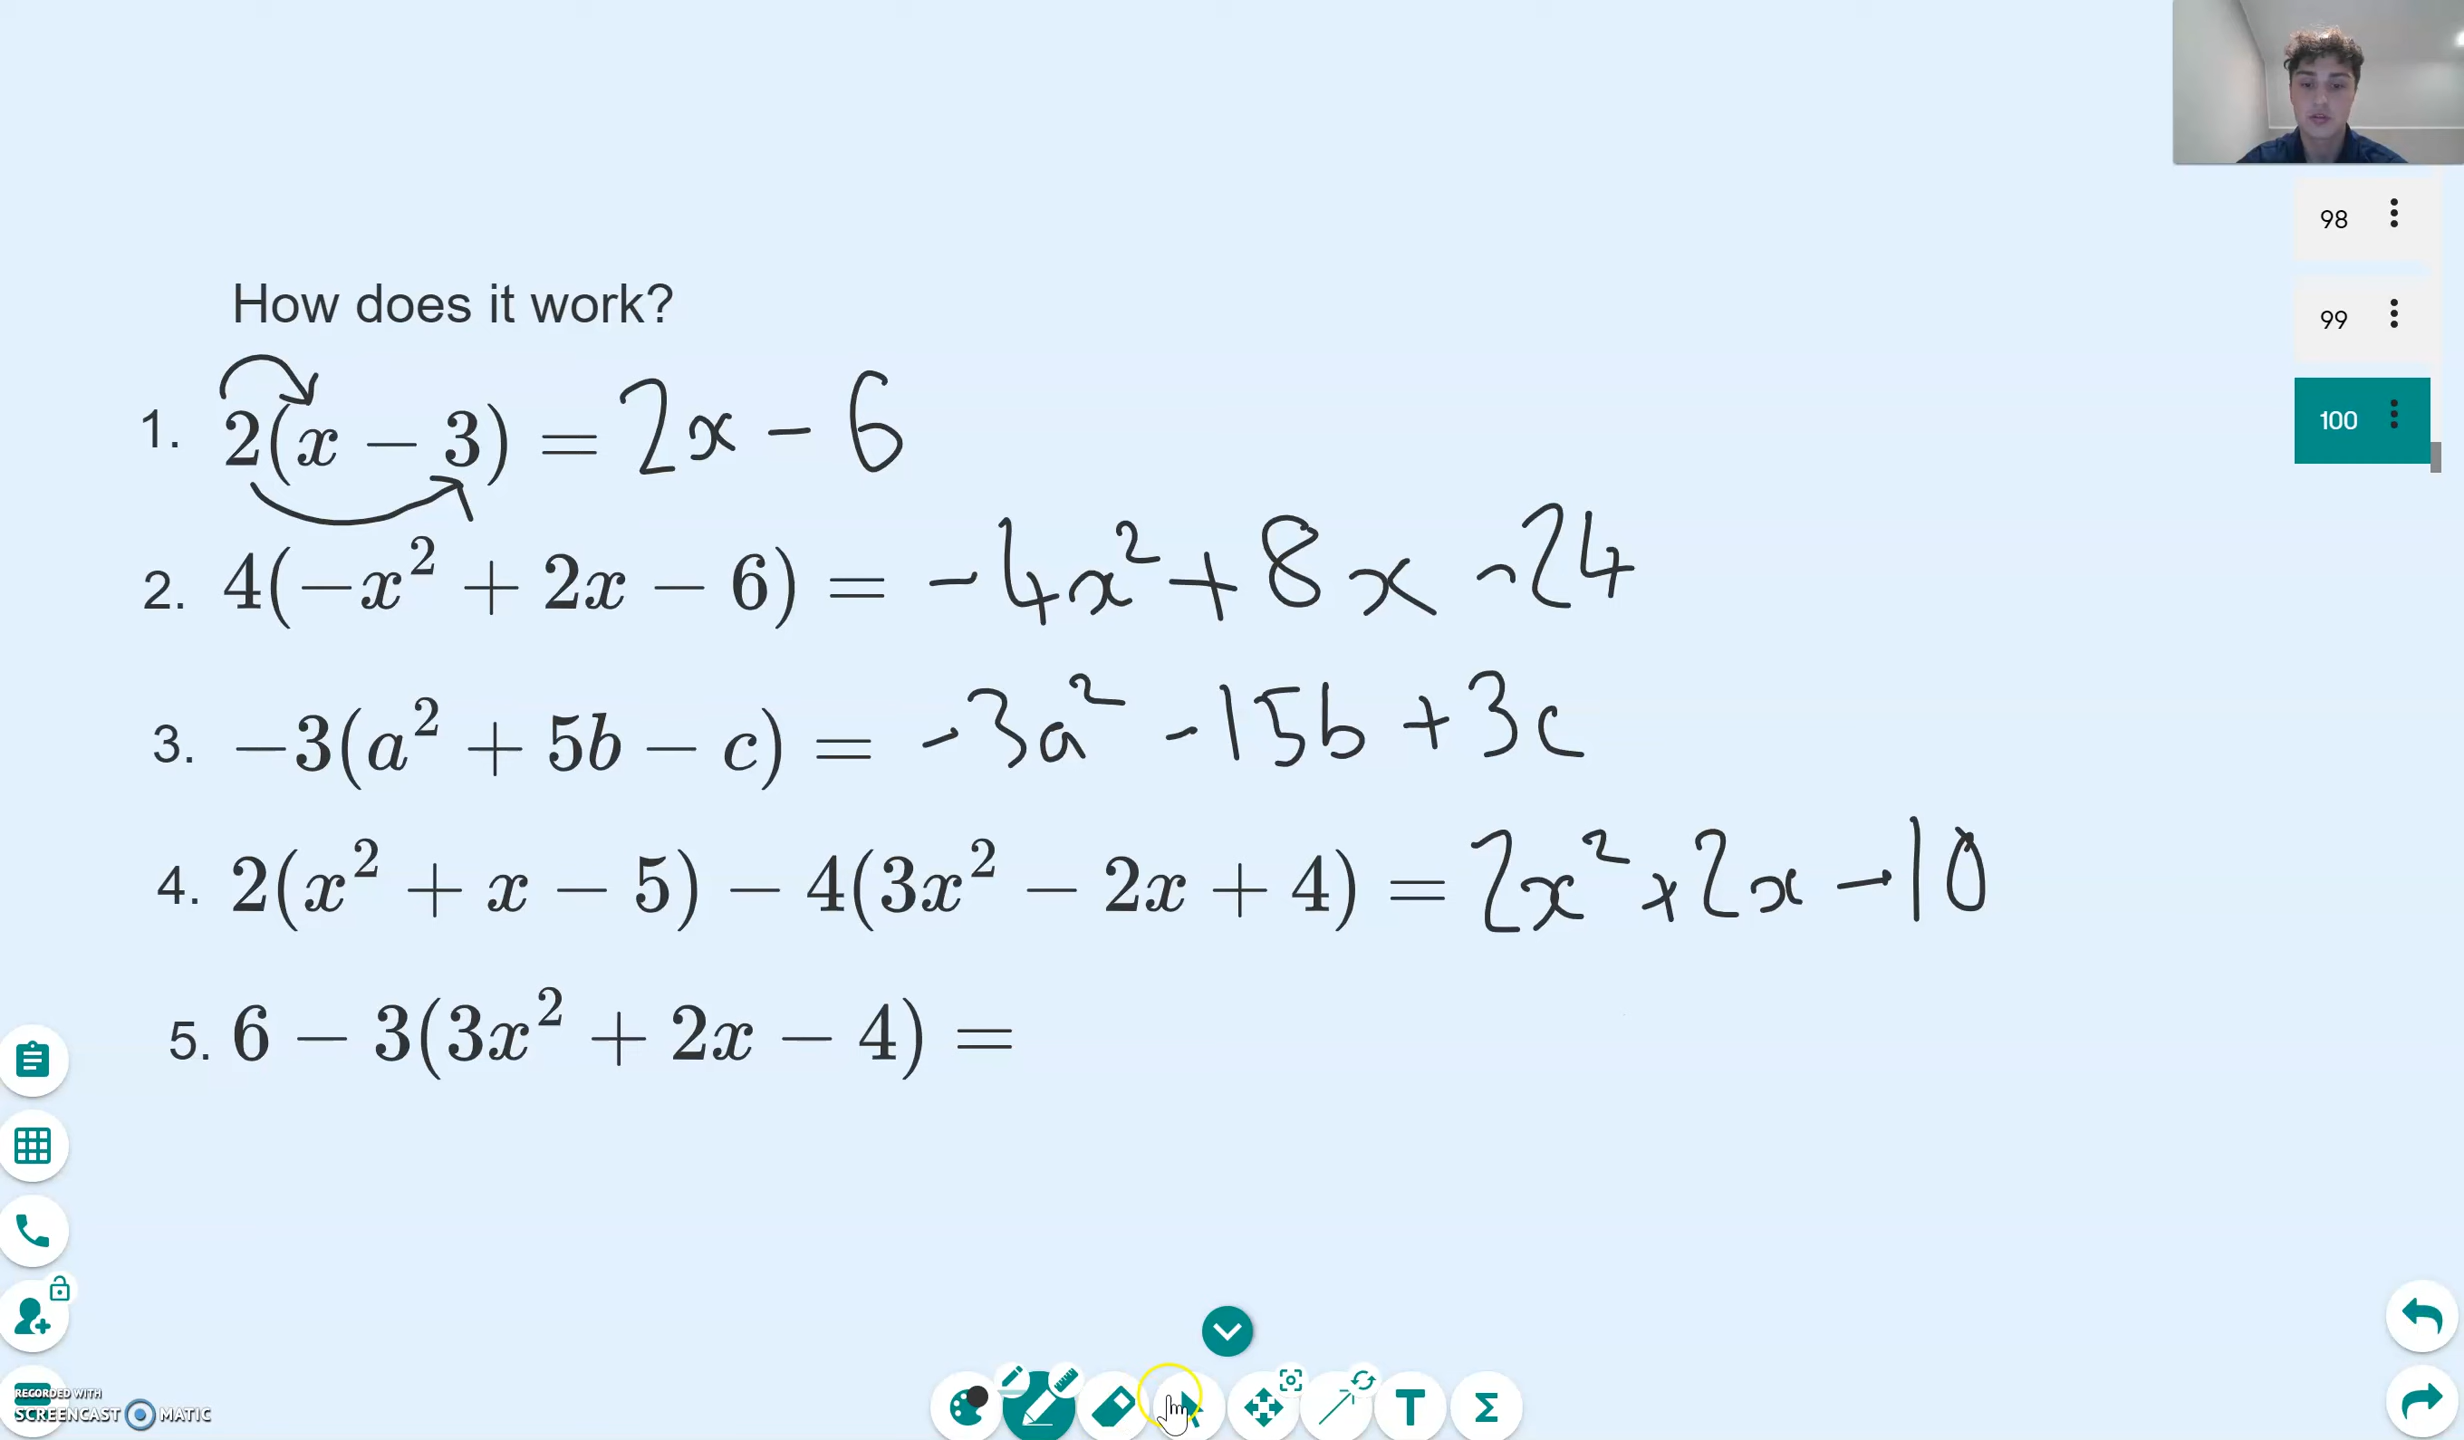 98
99
100
How does it work?
1. 2(x − 3) = 2x − 6
2. 4(−x² + 2x − 6) = −4x² + 8x − 24
3. −3(a² + 5b − c) = −3a² − 15b + 3c
4. 2(x² + x − 5) − 4(3x² − 2x + 4) = 2x² + 2x − 10
5. 6 − 3(3x² + 2x − 4) =
RECORDED WITH
SCREENCAST MATIC
T Σ